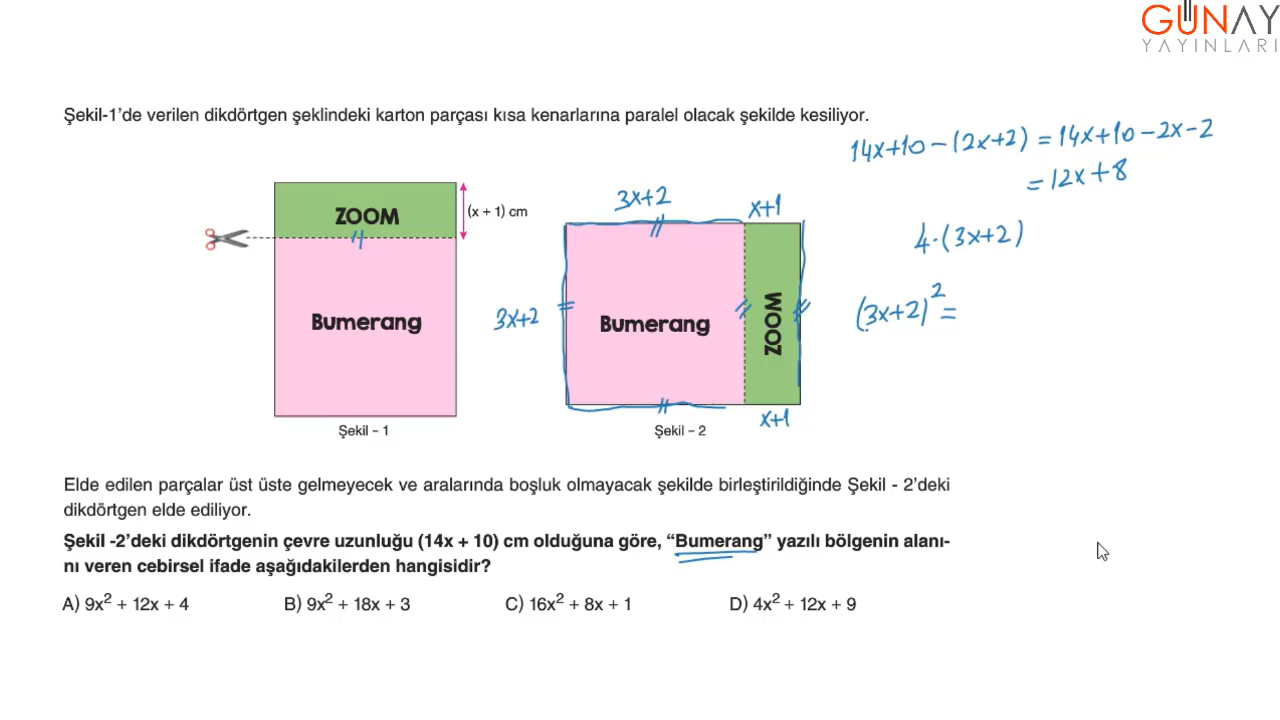 GÜNAY
YAYINLARI
Şekil-1'de verilen dikdörtgen şeklindeki karton parçası kısa kenarlarına paralel olacak şekilde kesiliyor.
14x+10-(2x+2) = 14x+10-2x-2
= 12x+8
4·(3x+2)
(3x+2)² =
ZOOM
(x + 1) cm
Bumerang
Şekil – 1
3x+2
x+1
3x+2
Bumerang
ZOOM
x+1
Şekil – 2
Elde edilen parçalar üst üste gelmeyecek ve aralarında boşluk olmayacak şekilde birleştirildiğinde Şekil - 2'deki
dikdörtgen elde ediliyor.
Şekil -2'deki dikdörtgenin çevre uzunluğu (14x + 10) cm olduğuna göre, “Bumerang” yazılı bölgenin alanı-
nı veren cebirsel ifade aşağıdakilerden hangisidir?
A) 9x² + 12x + 4 B) 9x² + 18x + 3 C) 16x² + 8x + 1 D) 4x² + 12x + 9